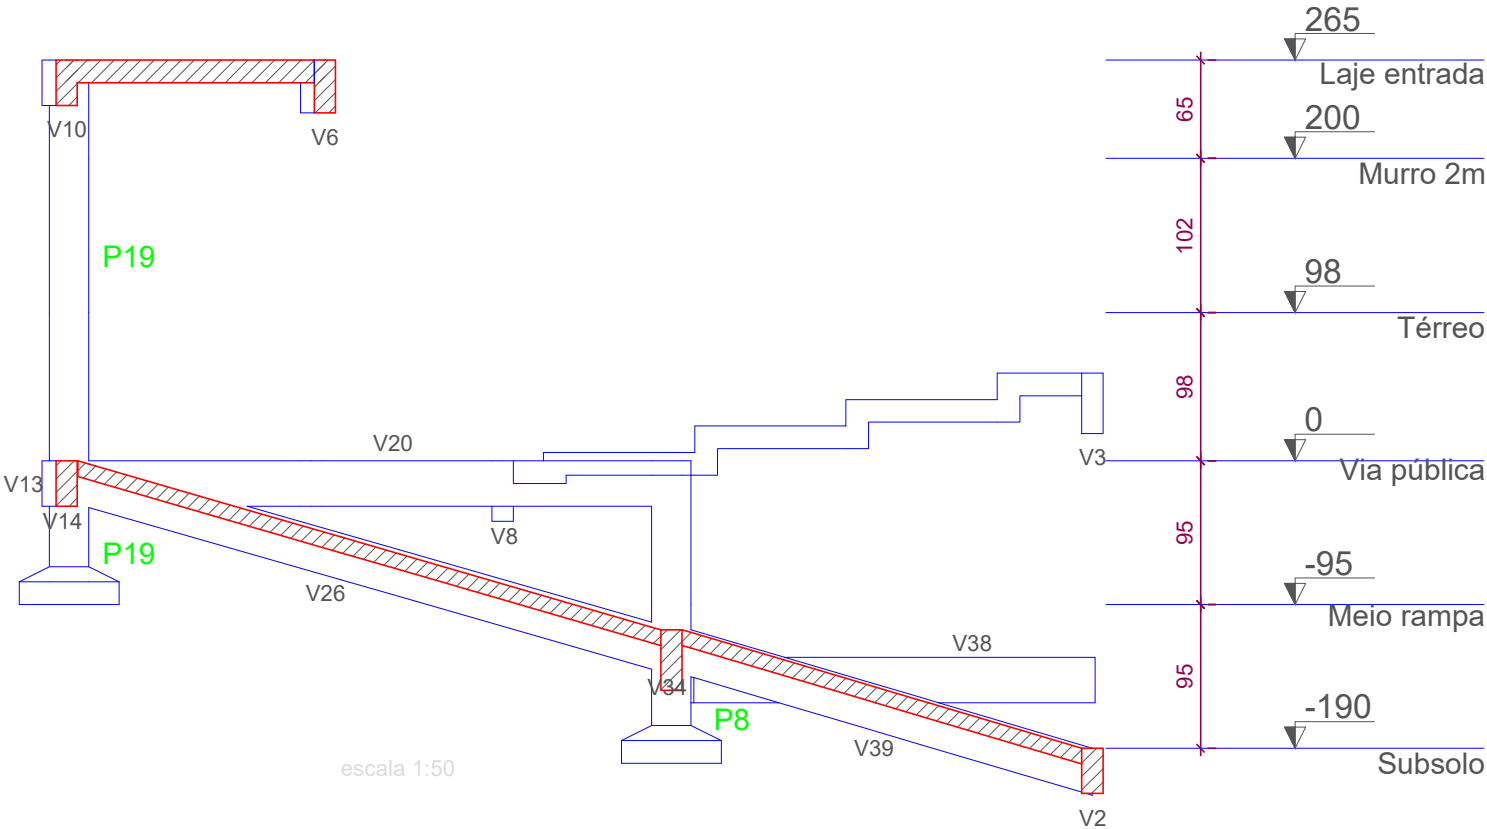 265
Laje entrada
65
V10
V6
200
Murro 2m
P19
102
98
Térreo
98
0
V20
V3
Via pública
V13
V14
V8
95
P19
-95
V26
Meio rampa
V38
V34
95
P8
-190
V39
Subsolo
escala 1:50
V2